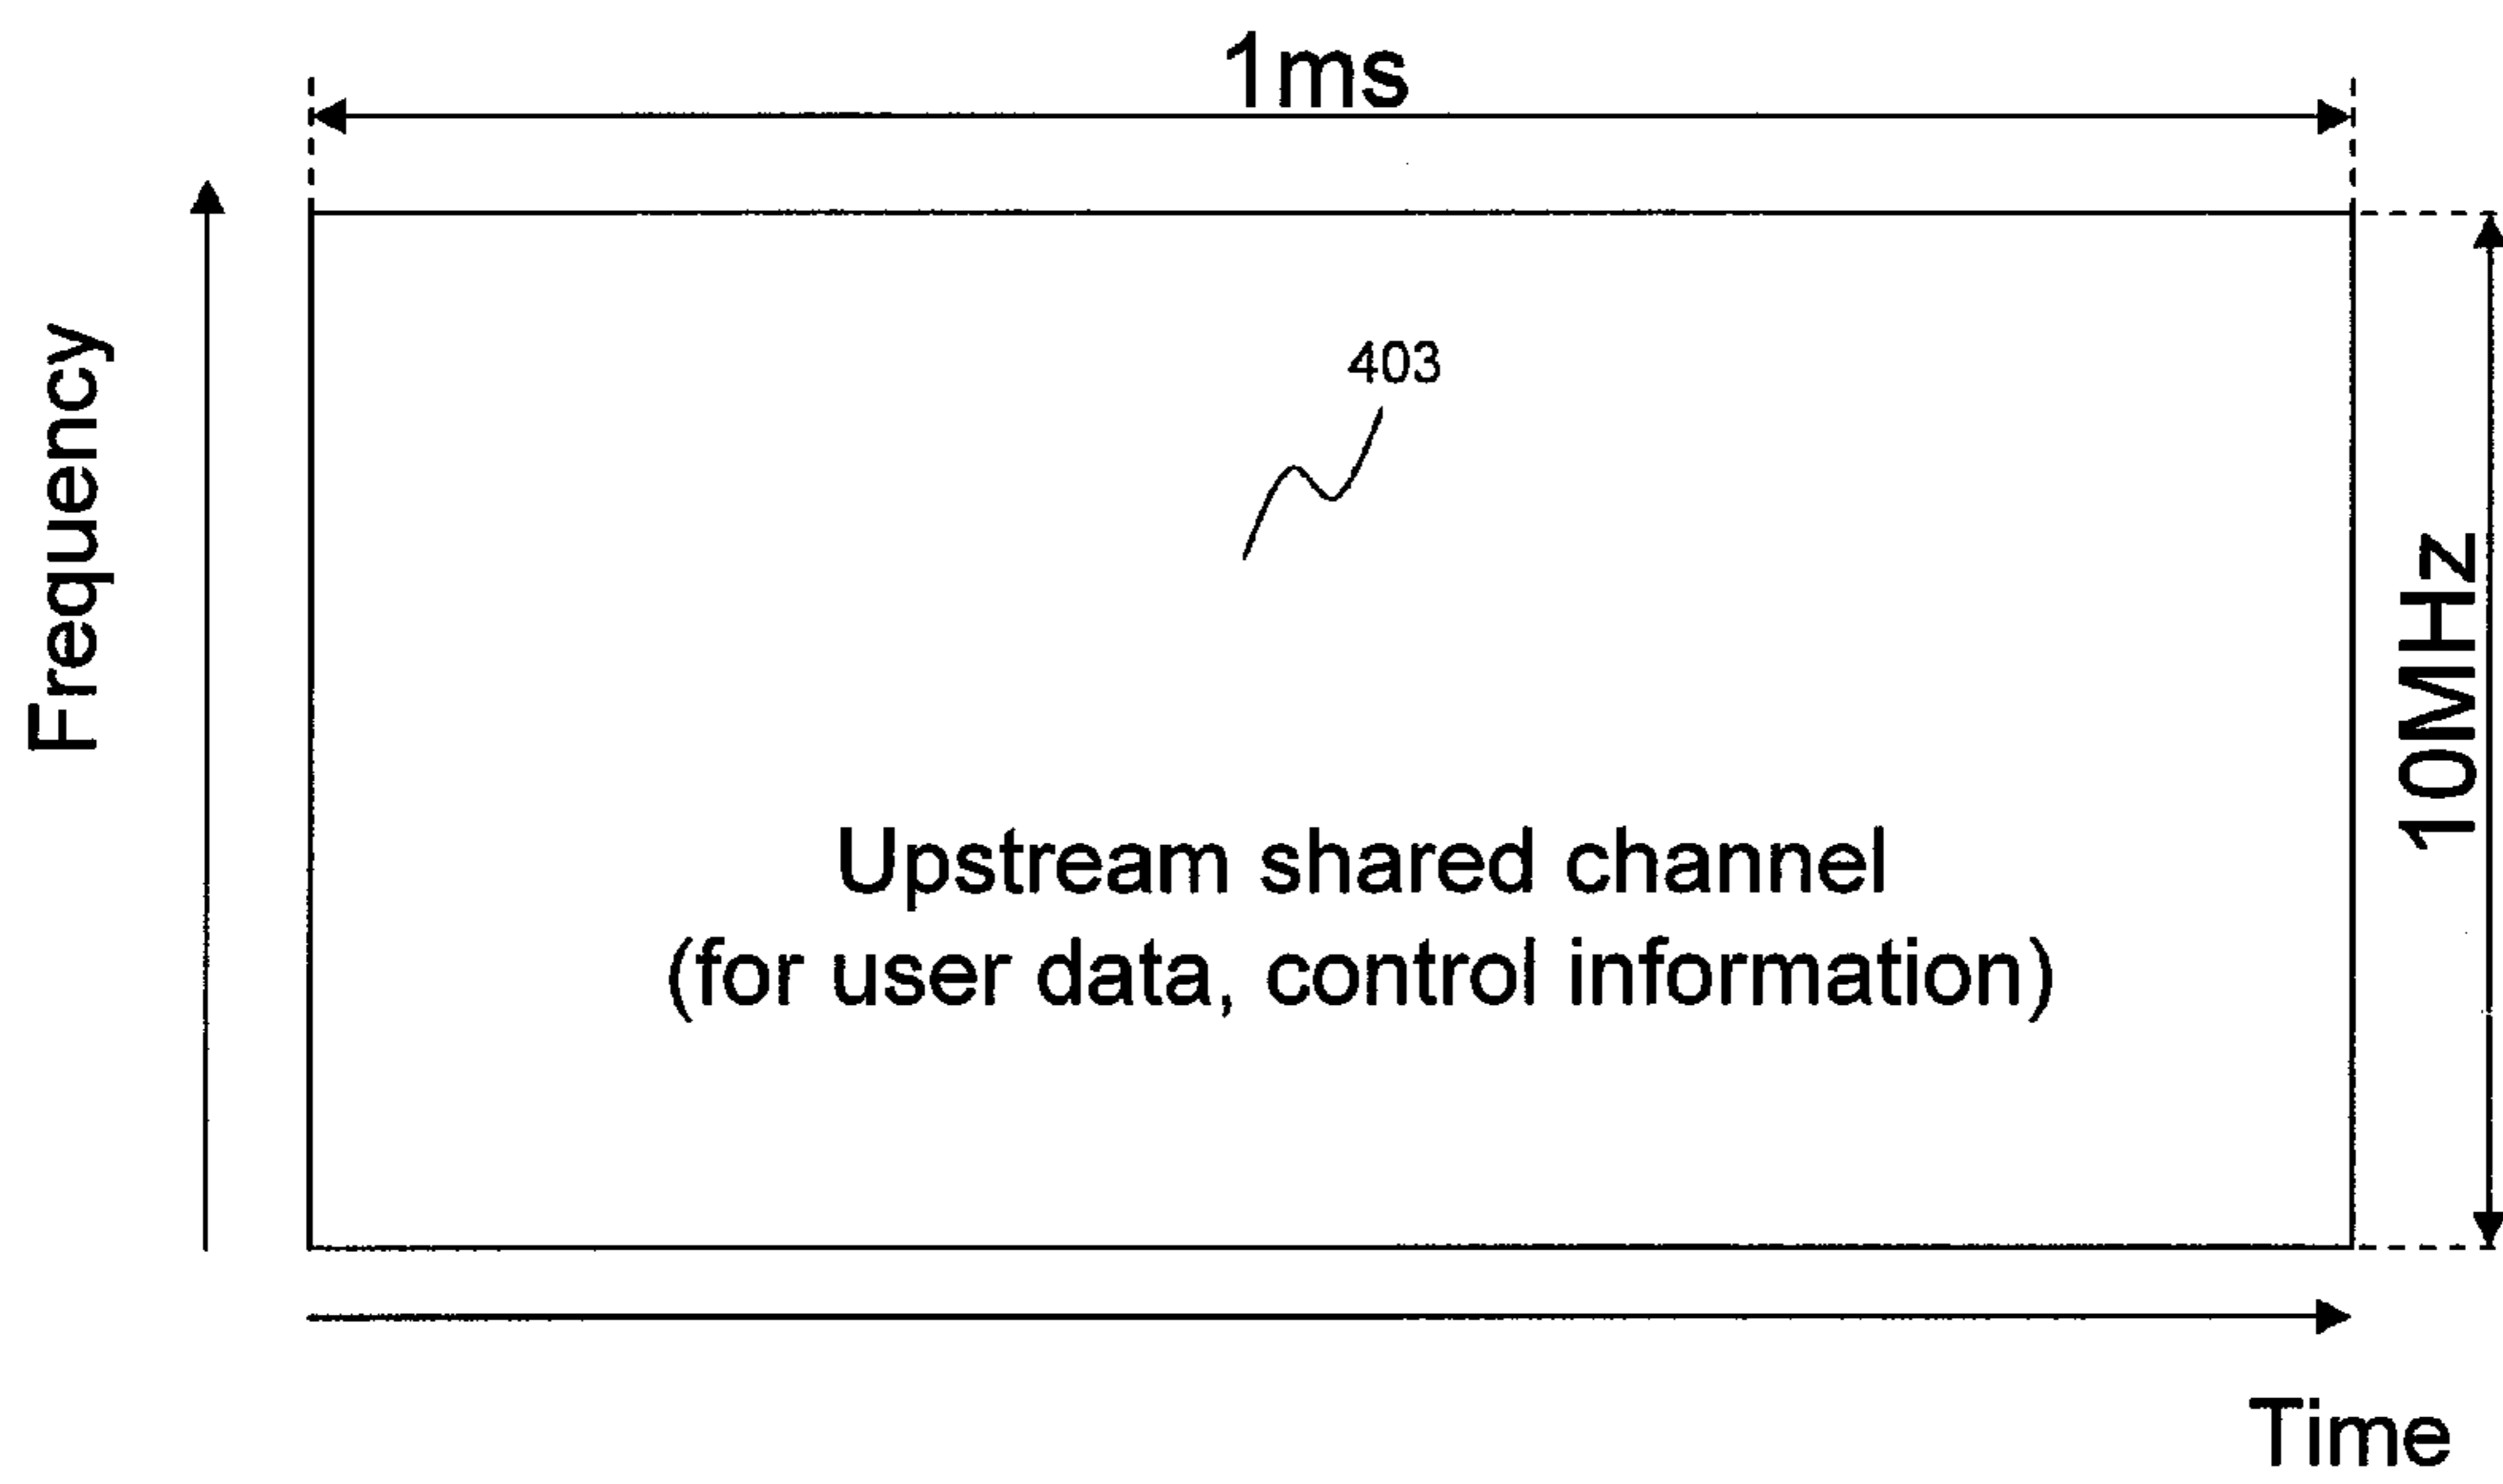 1ms
Frequency
403
10MHz
Upstream shared channel
(for user data, control information)
Time